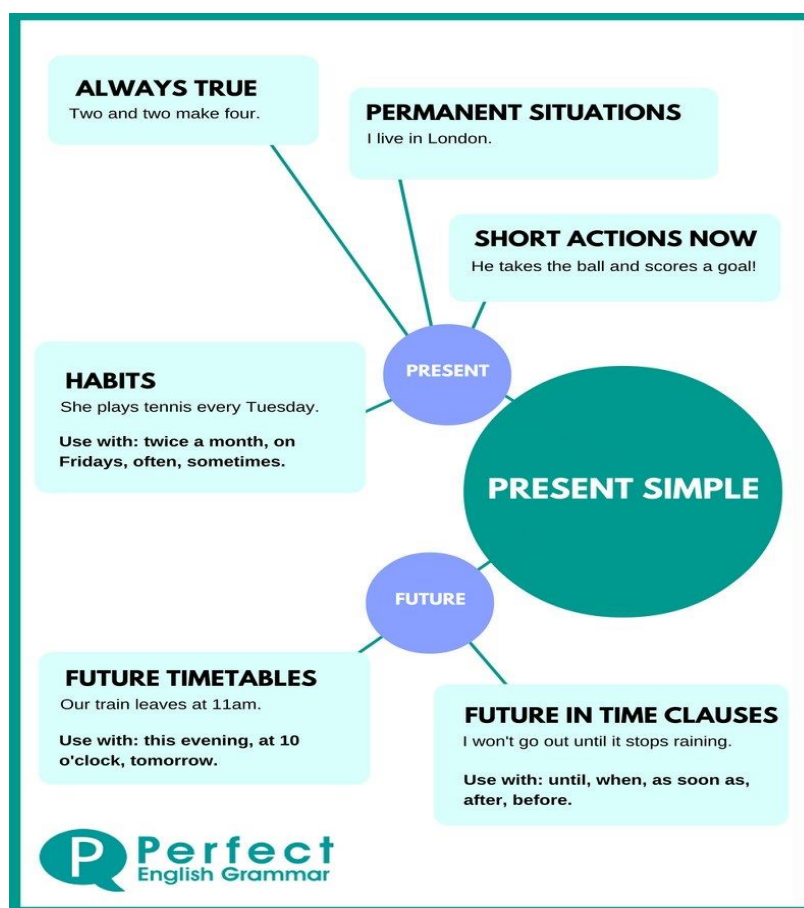 ALWAYS TRUE
Two and two make four.
PERMANENT SITUATIONS
I live in London.
SHORT ACTIONS NOW
He takes the ball and scores a goal!
PRESENT
HABITS
She plays tennis every Tuesday.
Use with: twice a month, on
Fridays, often, sometimes.
PRESENT SIMPLE
FUTURE
FUTURE TIMETABLES
Our train leaves at 11am.
Use with: this evening, at 10
o'clock, tomorrow.
FUTURE IN TIME CLAUSES
I won't go out until it stops raining.
Use with: until, when, as soon as,
after, before.
P
Perfect
English Grammar